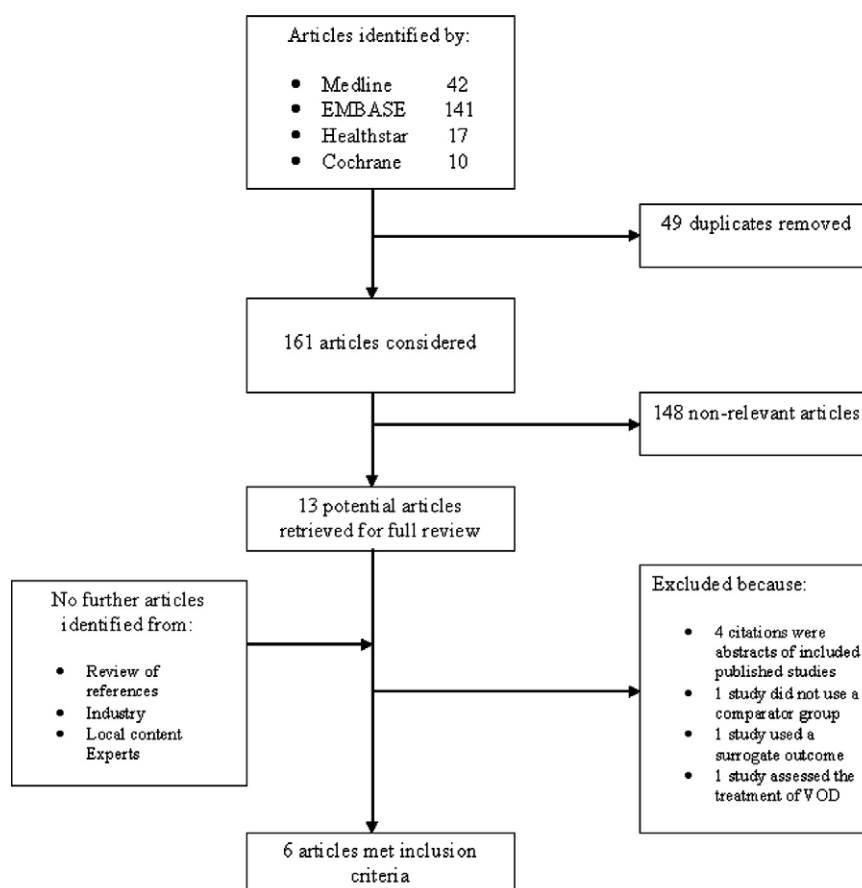 Articles identified by:
• Medline 42
• EMBASE 141
• Healthstar 17
• Cochrane 10
49 duplicates removed
161 articles considered
148 non-relevant articles
13 potential articles
retrieved for full review
No further articles
identified from:
• Review of
references
• Industry
• Local content
Experts
Excluded because:
• 4 citations were
abstracts of included
published studies
• 1 study did not use a
comparator group
• 1 study used a
surrogate outcome
• 1 study assessed the
treatment of VOD
6 articles met inclusion
criteria